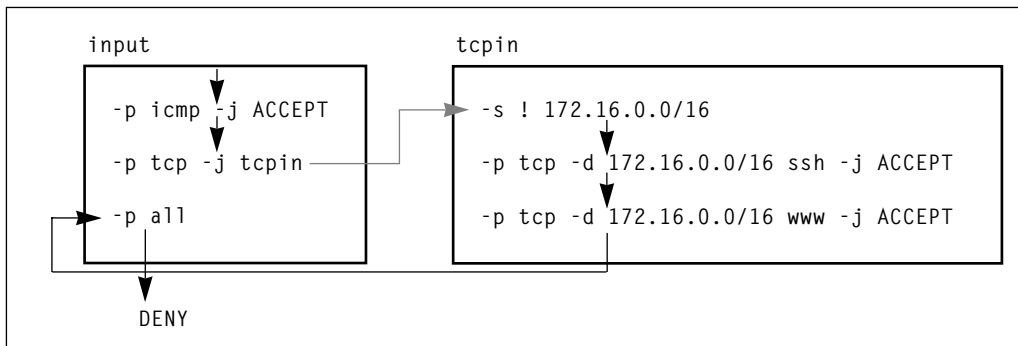 input
-p icmp -j ACCEPT
-p tcp -j tcpin
-p all
DENY
tcpin
-s ! 172.16.0.0/16
-p tcp -d 172.16.0.0/16 ssh -j ACCEPT
-p tcp -d 172.16.0.0/16 www -j ACCEPT